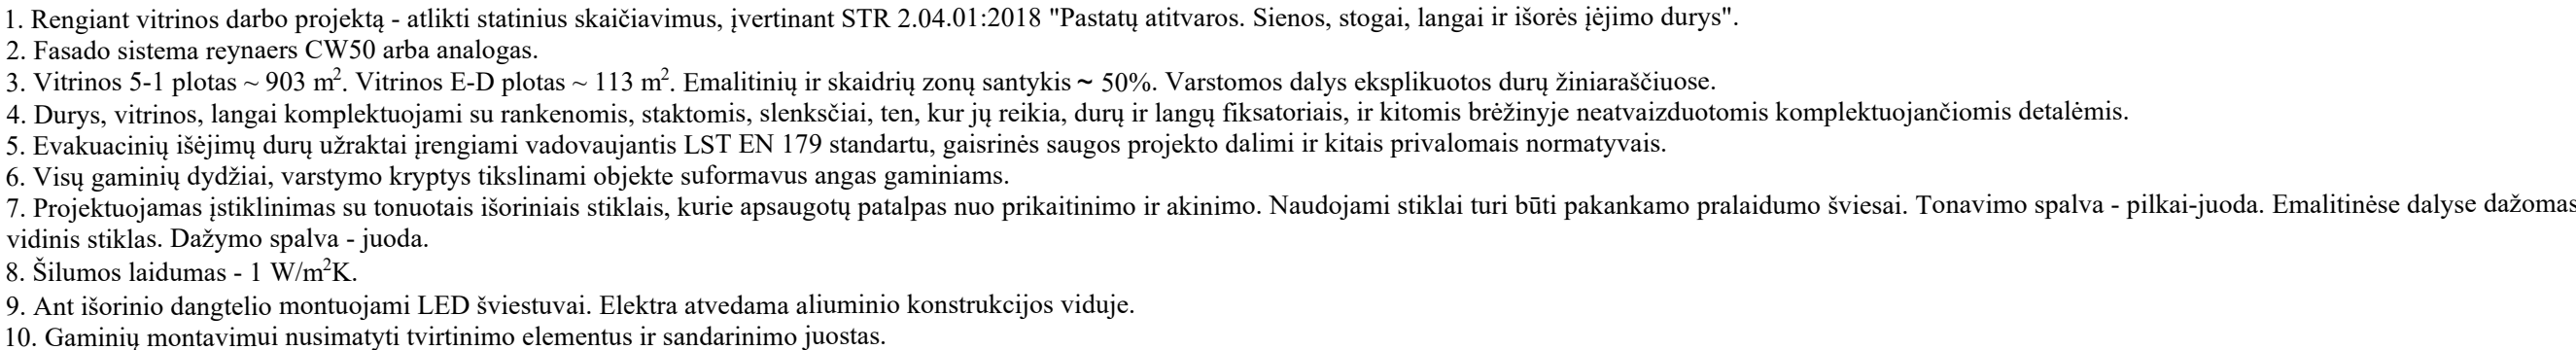 1. Rengiant vitrinos darbo projektą - atlikti statinius skaičiavimus, įvertinant STR 2.04.01:2018 "Pastatų atitvaros. Sienos, stogai, langai ir išorės įėjimo durys".
2. Fasado sistema reynaers CW50 arba analogas.
3. Vitrinos 5-1 plotas ~ 903 m². Vitrinos E-D plotas ~ 113 m². Emalitinių ir skaidrių zonų santykis ~ 50%. Varstomos dalys eksplikuotos durų žiniaraščiuose.
4. Durys, vitrinos, langai komplektuojami su rankenomis, staktomis, slenksčiai, ten, kur jų reikia, durų ir langų fiksatoriais, ir kitomis brėžinyje neatvaizduotomis komplektuojančiomis detalėmis.
5. Evakuacinių išėjimų durų užraktai įrengiami vadovaujantis LST EN 179 standartu, gaisrinės saugos projekto dalimi ir kitais privalomais normatyvais.
6. Visų gaminių dydžiai, varstymo kryptys tikslinami objekte suformavus angas gaminiams.
7. Projektuojamas įstiklinimas su tonuotais išoriniais stiklais, kurie apsaugotų patalpas nuo prikaitinimo ir akinimo. Naudojami stiklai turi būti pakankamo pralaidumo šviesai. Tonavimo spalva - pilkai-juoda. Emalitinėse dalyse dažomas
vidinis stiklas. Dažymo spalva - juoda.
8. Šilumos laidumas - 1 W/m²K.
9. Ant išorinio dangtelio montuojami LED šviestuvai. Elektra atvedama aliuminio konstrukcijos viduje.
10. Gaminių montavimui nusimatyti tvirtinimo elementus ir sandarinimo juostas.